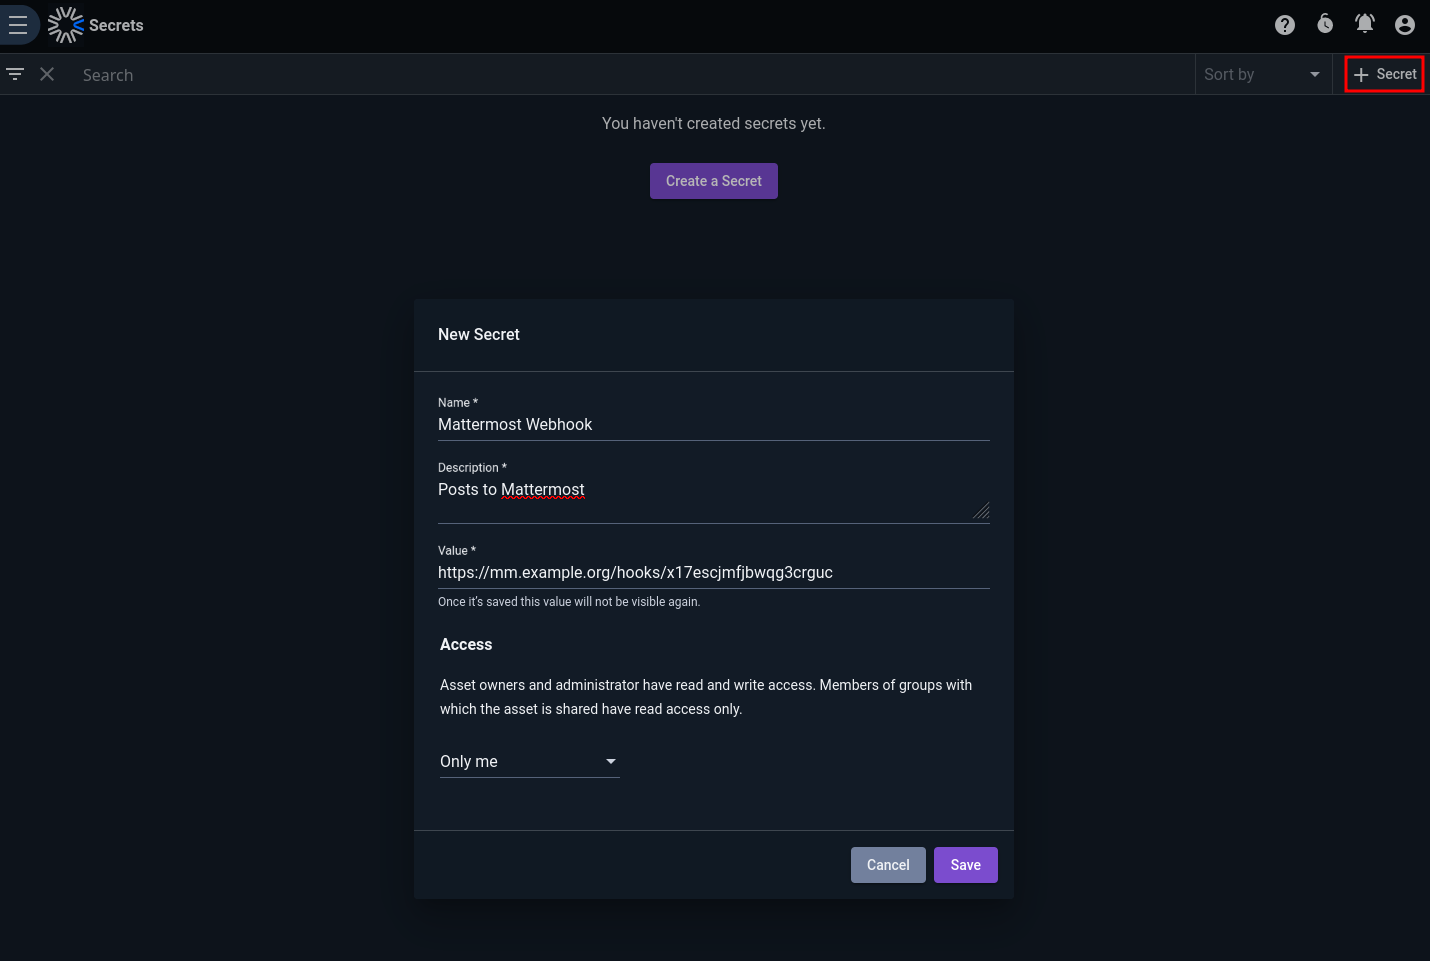 Secrets
Search
Sort by
Secret
You haven't created secrets yet.
Create a Secret
New Secret
Name *
Mattermost Webhook
Description *
Posts to Mattermost
Value *
https://mm.example.org/hooks/x17escjmfjbwqg3crguc
Once it's saved this value will not be visible again.
Access
Asset owners and administrator have read and write access. Members of groups with
which the asset is shared have read access only.
Only me
Cancel
Save